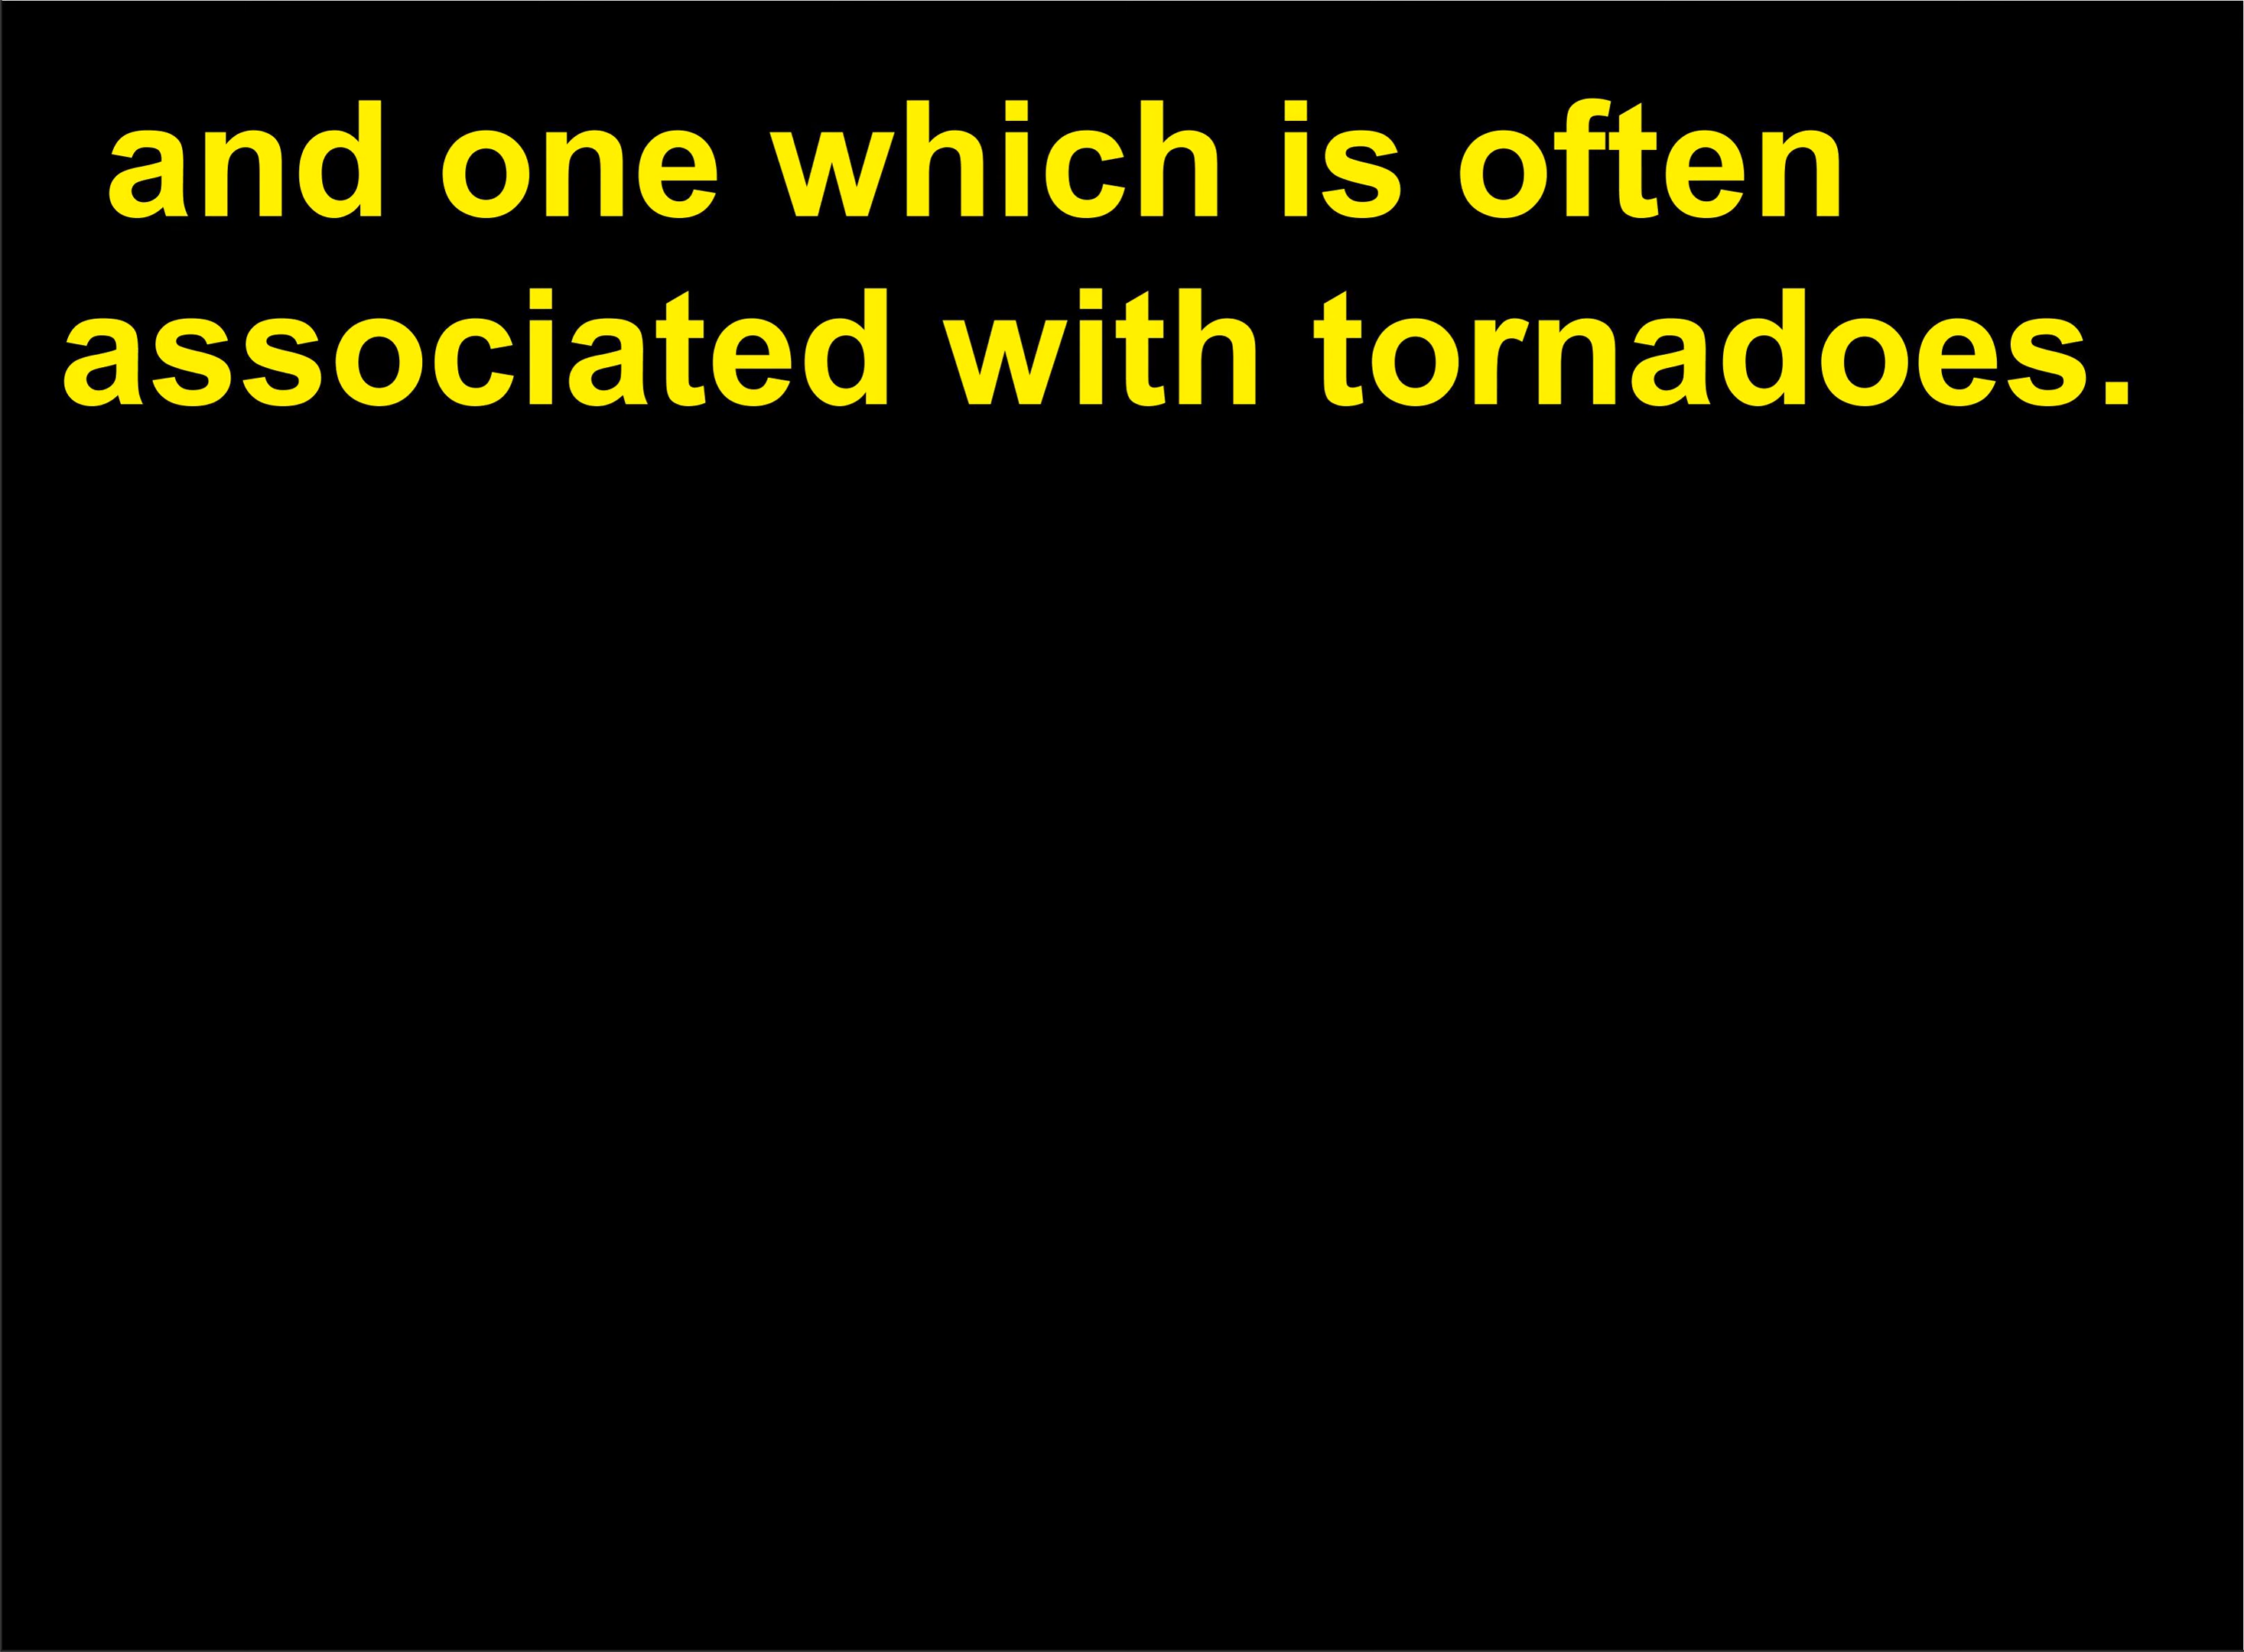 and one which is often
associated with tornadoes.